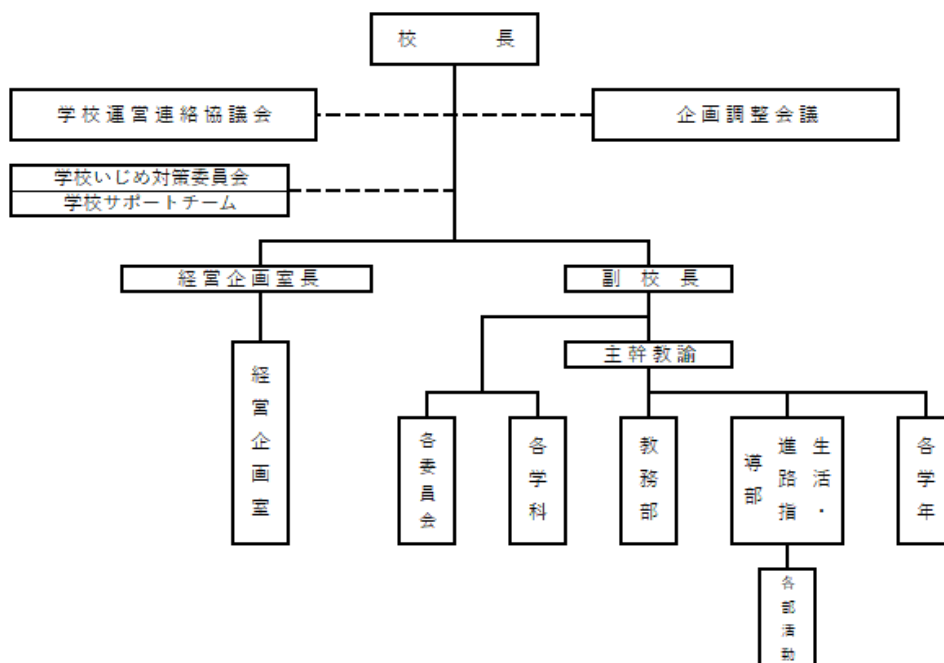 校長
学校運営連絡協議会
企画調整会議
学校いじめ対策委員会
学校サポートチーム
経営企画室長
副校長
主幹教諭
経営企画室
各委員会
各学科
教務部
生活・
進路指
導部
各学年
各部活動